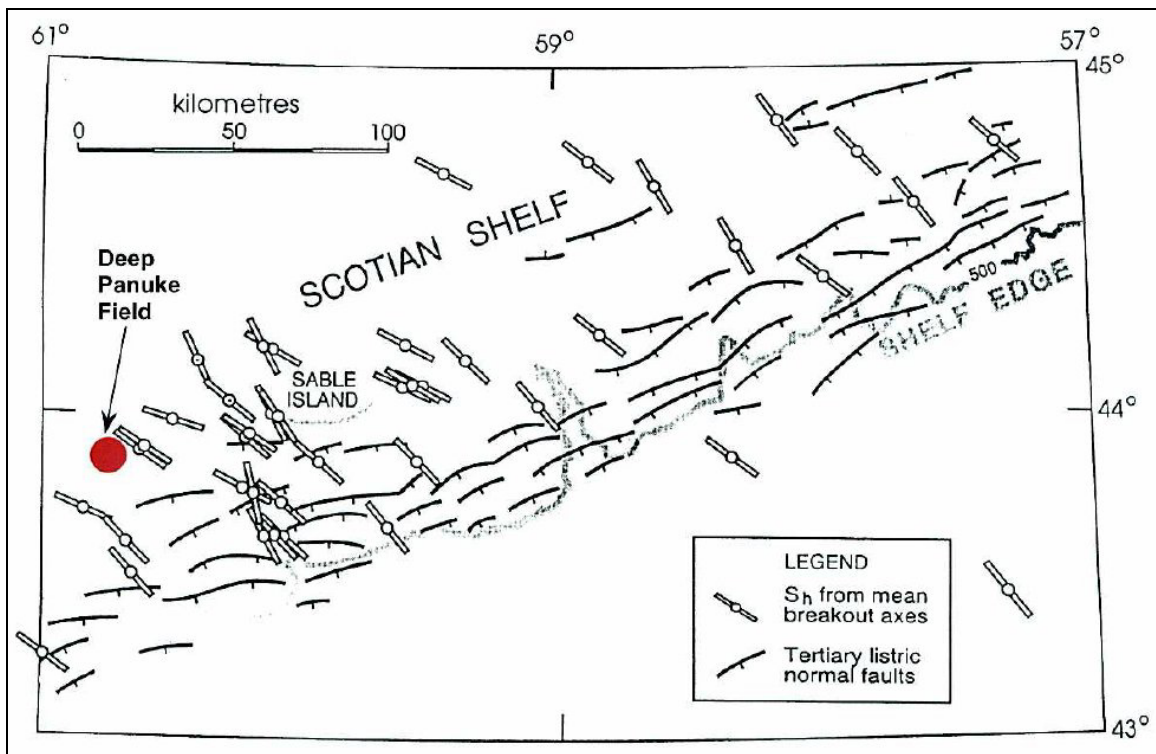 61°
59°
57°
45°
kilometres
0 50 100
SCOTIAN SHELF
Deep
Panuke
Field
500
SHELF EDGE
SABLE
ISLAND
44°
LEGEND
Sh from mean
breakout axes
Tertiary listric
normal faults
43°